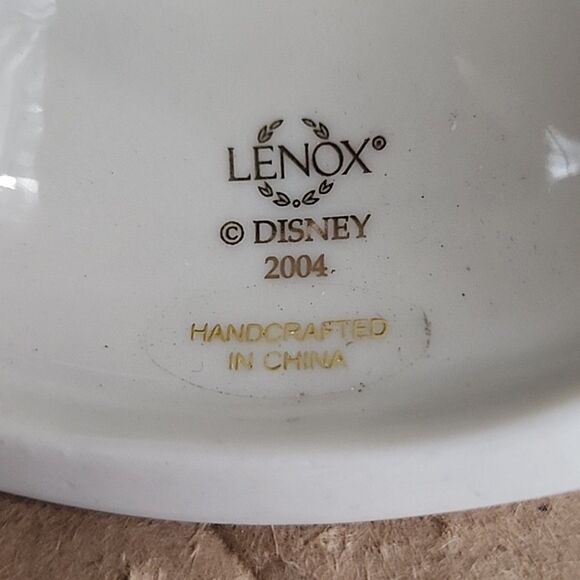 LENOX®
© DISNEY
2004
HANDCRAFTED
IN CHINA